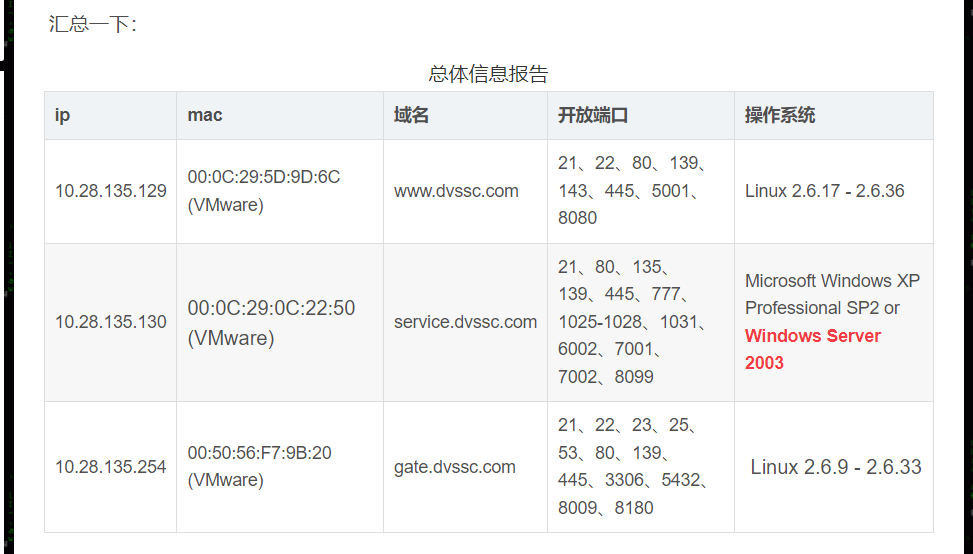 汇总一下：
总体信息报告
ip mac 域名 开放端口 操作系统
10.28.135.129
00:0C:29:5D:9D:6C
(VMware)
www.dvssc.com
21、22、80、139、
143、445、5001、
8080
Linux 2.6.17 - 2.6.36
10.28.135.130
00:0C:29:0C:22:50
(VMware)
service.dvssc.com
21、80、135、
139、445、777、
1025-1028、1031、
6002、7001、
7002、8099
Microsoft Windows XP
Professional SP2 or
Windows Server
2003
10.28.135.254
00:50:56:F7:9B:20
(VMware)
gate.dvssc.com
21、22、23、25、
53、80、139、
445、3306、5432、
8009、8180
Linux 2.6.9 - 2.6.33